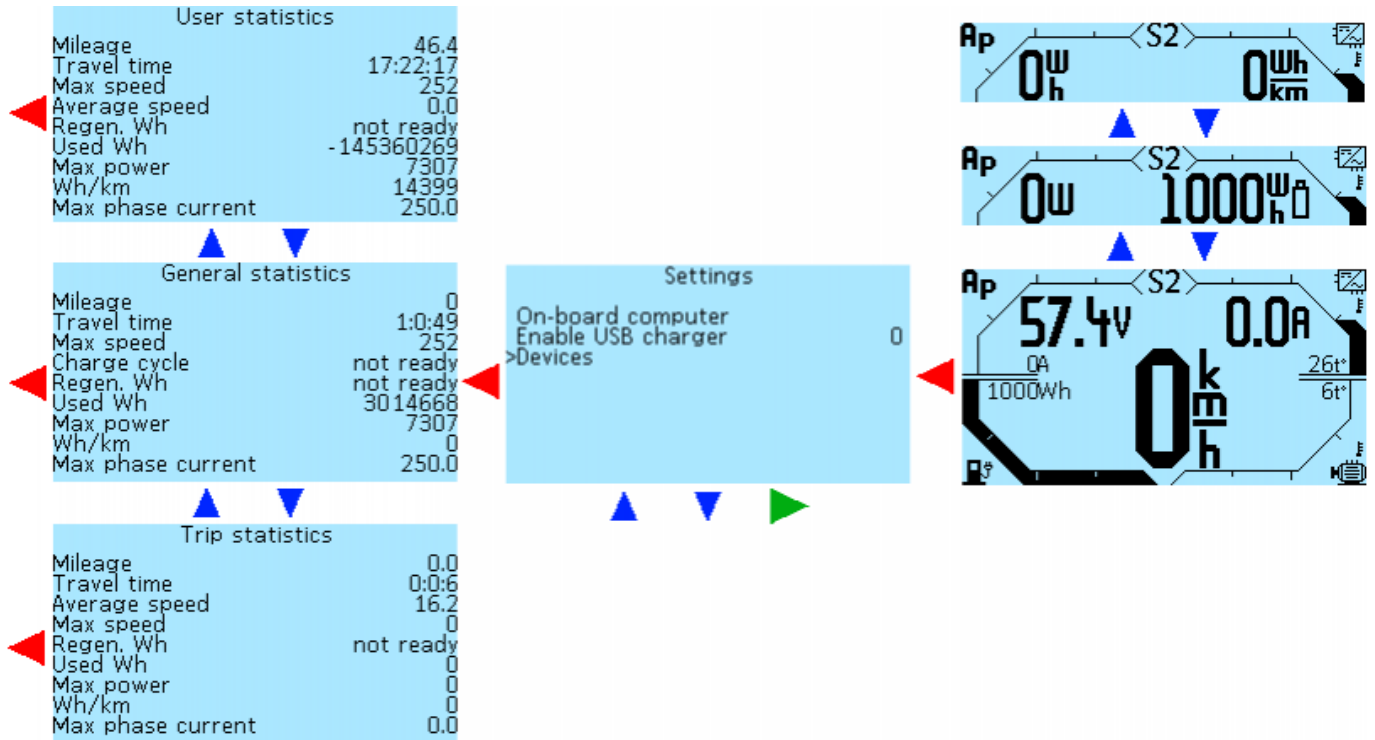 User statistics
Mileage 46.4
Travel time 17:22:17
Max speed 252
Average speed 0.0
Regen. Wh not ready
Used Wh -145360269
Max power 7307
Wh/km 14399
Max phase current 250.0
General statistics
Mileage 0
Travel time 1:0:49
Max speed 252
Charge cycle not ready
Regen. Wh not ready
Used Wh 3014668
Max power 7307
Wh/km 0
Max phase current 250.0
Trip statistics
Mileage 0.0
Travel time 0:0:6
Average speed 16.2
Max speed 0
Regen. Wh not ready
Used Wh 0
Max power 0
Wh/km 0
Max phase current 0.0
Settings
On-board computer
Enable USB charger 0
>Devices
Ap S2
0Wh 0Wh/km
Ap S2
0W 1000Wh
Ap S2
57.4V 0.0A
0A 26t°
1000Wh 6t°
0km/h